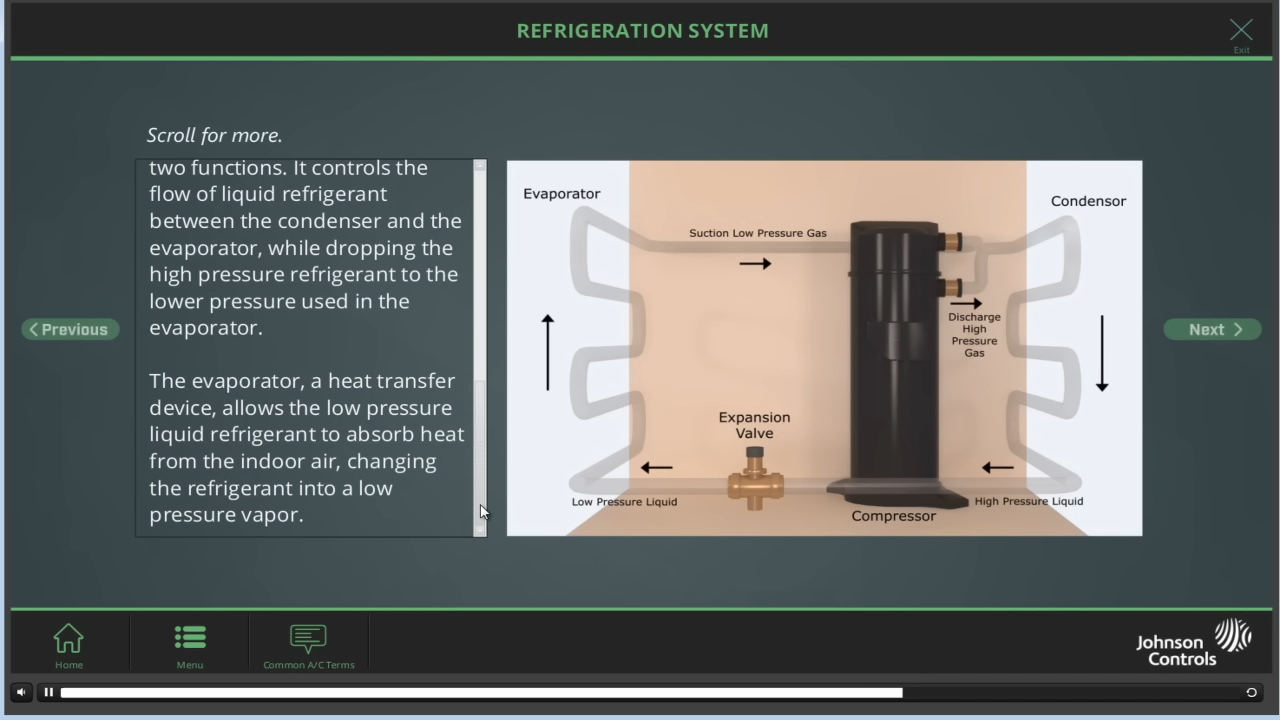 REFRIGERATION SYSTEM
Exit
Scroll for more.
two functions. It controls the
flow of liquid refrigerant
between the condenser and the
evaporator, while dropping the
high pressure refrigerant to the
lower pressure used in the
evaporator.
The evaporator, a heat transfer
device, allows the low pressure
liquid refrigerant to absorb heat
from the indoor air, changing
the refrigerant into a low
pressure vapor.
Previous
Evaporator
Condensor
Suction Low Pressure Gas
Discharge
High
Pressure
Gas
Expansion
Valve
Low Pressure Liquid
High Pressure Liquid
Compressor
Next
Home
Menu
Common A/C Terms
Johnson
Controls